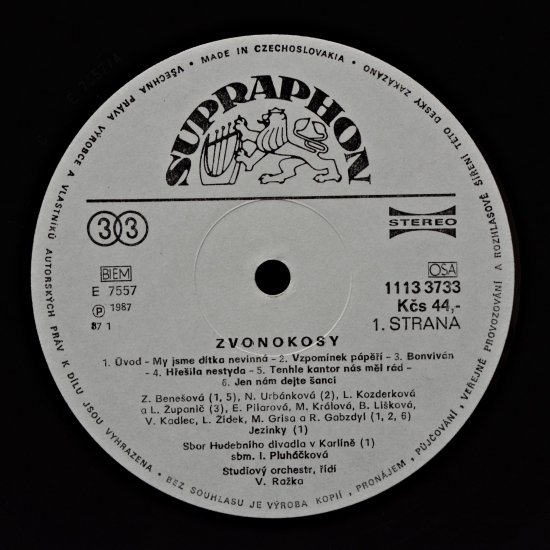 VŠECHNA PRÁVA VÝROBCE A VLASTNÍKŮ AUTORSKÝCH PRÁV K DÍLU JSOU VYHRAZENA • BEZ SOUHLASU JE VÝROBA KOPIÍ, PRONÁJEM, PŮJČOVÁNÍ, VEŘEJNÉ PROVOZOVÁNÍ A ROZHLASOVÉ ŠÍŘENÍ TÉTO DESKY ZAKÁZÁNO • MADE IN CZECHOSLOVAKIA •
SUPRAPHON
33
STEREO
BIEM
OSA
E 7557
1113 3733
Ⓟ 1987
Kčs 44,-
87 1
1. STRANA
ZVONOKOSY
1. Úvod - My jsme dítka nevinná - 2. Vzpomínek pápěří - 3. Bonviván
- 4. Hřešila nestyda - 5. Tenhle kantor nás měl rád -
6. Jen nám dejte šanci
Z. Benešová (1, 5), N. Urbánková (2), L. Kozderková
a L. Županič (3), E. Pilarová, M. Králová, B. Lišková,
V. Kadlec, L. Židek, M. Grisa a R. Gabzdyl (1, 2, 6)
Jezinky (1)
Sbor Hudebního divadla v Karlíně (1)
sbm. I. Pluháčková
Studiový orchestr, řídí
V. Ražka